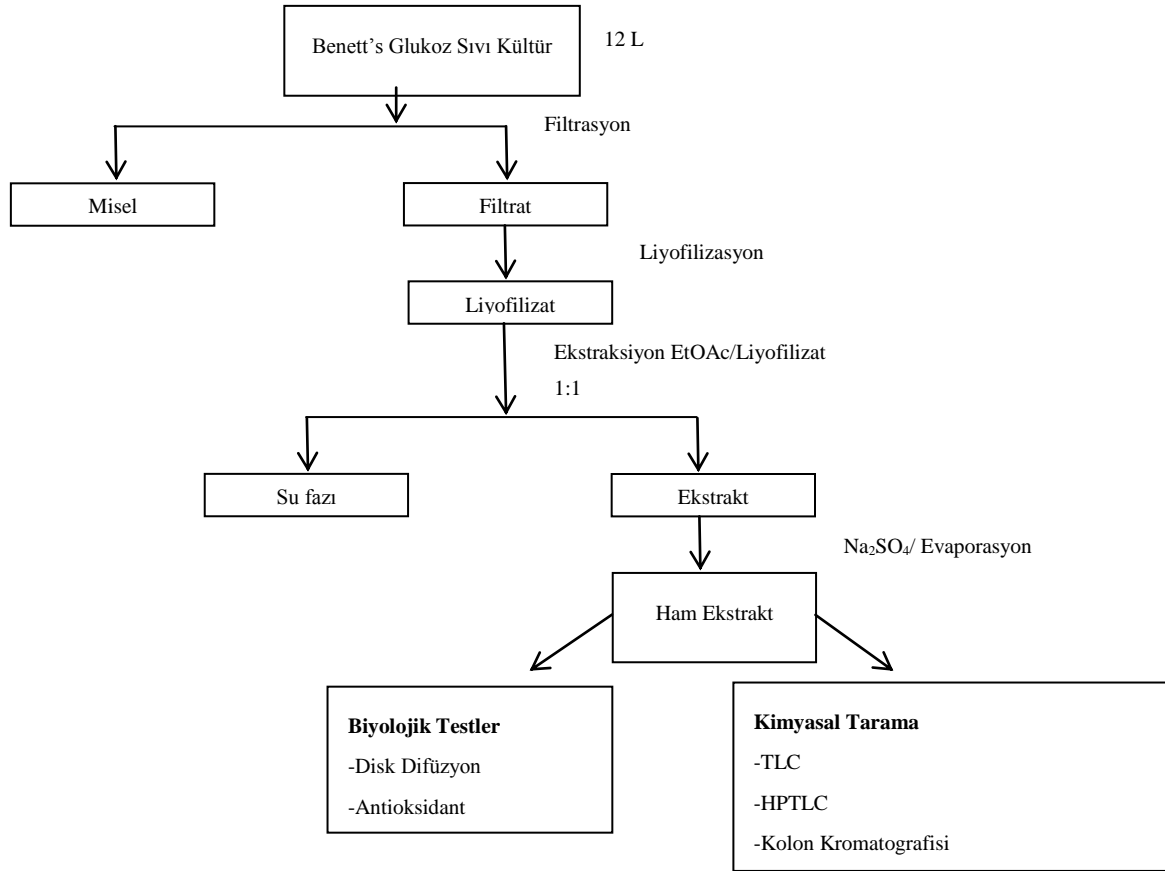 Benett's Glukoz Sıvı Kültür
12 L
Filtrasyon
Misel
Filtrat
Liyofilizasyon
Liyofilizat
Ekstraksiyon EtOAc/Liyofilizat
1:1
Su fazı
Ekstrakt
Na₂SO₄/ Evaporasyon
Ham Ekstrakt
Biyolojik Testler
-Disk Difüzyon
-Antioksidant
Kimyasal Tarama
-TLC
-HPTLC
-Kolon Kromatografisi